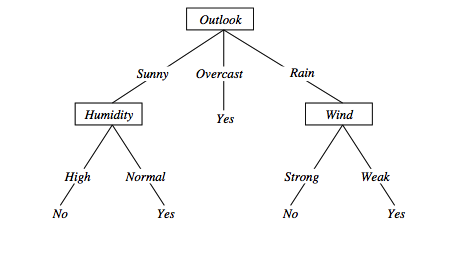 Outlook
Sunny Overcast Rain
Humidity Yes Wind
High Normal Strong Weak
No Yes No Yes